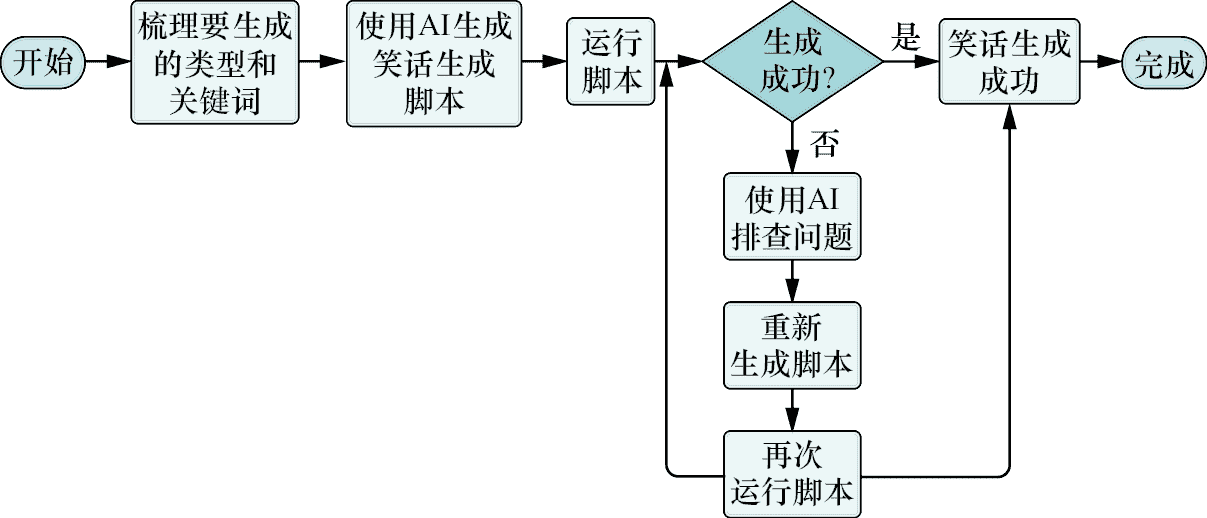 开始
梳理要生成
的类型和
关键词
使用AI生成
笑话生成
脚本
运行
脚本
生成
成功?
是
笑话生成
成功
完成
否
使用AI
排查问题
重新
生成脚本
再次
运行脚本